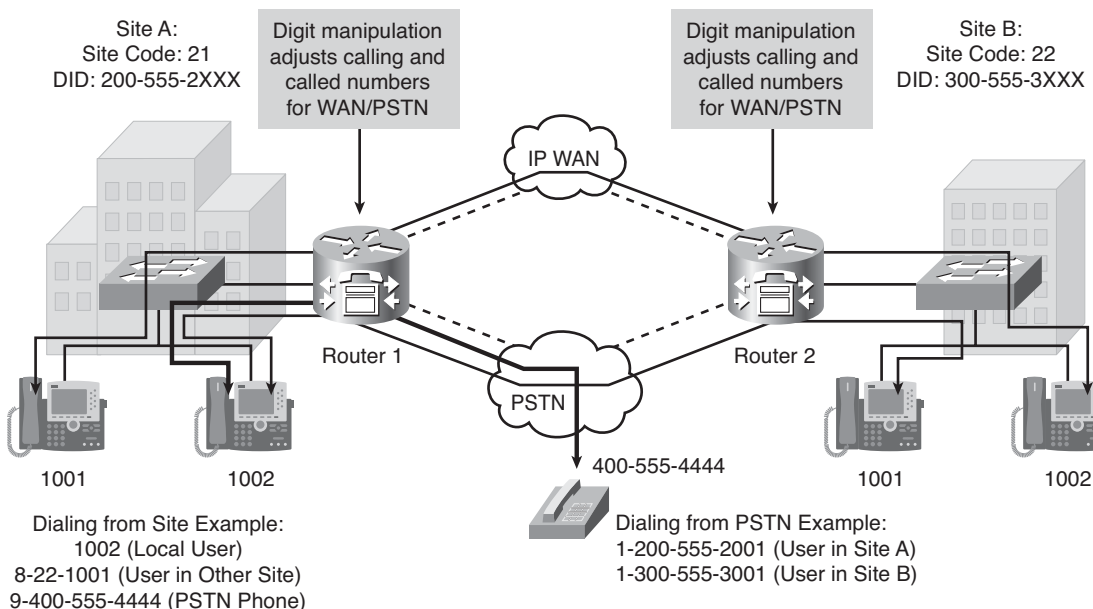 Site A:
Site Code: 21
DID: 200-555-2XXX
Digit manipulation
adjusts calling and
called numbers
for WAN/PSTN
Digit manipulation
adjusts calling and
called numbers
for WAN/PSTN
Site B:
Site Code: 22
DID: 300-555-3XXX
IP WAN
Router 1
Router 2
PSTN
1001
1002
400-555-4444
1001
1002
Dialing from Site Example:
1002 (Local User)
8-22-1001 (User in Other Site)
9-400-555-4444 (PSTN Phone)
Dialing from PSTN Example:
1-200-555-2001 (User in Site A)
1-300-555-3001 (User in Site B)